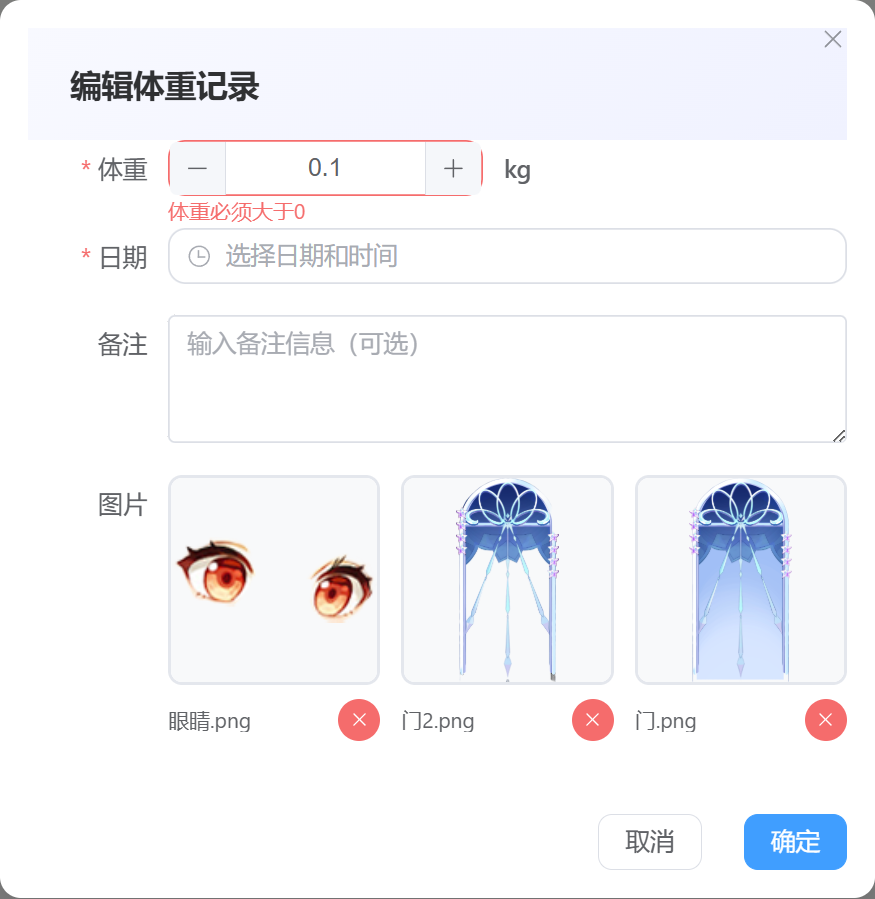 编辑体重记录
* 体重 0.1 kg
体重必须大于0
* 日期 选择日期和时间
备注 输入备注信息（可选）
图片
眼睛.png 门2.png 门.png
取消 确定